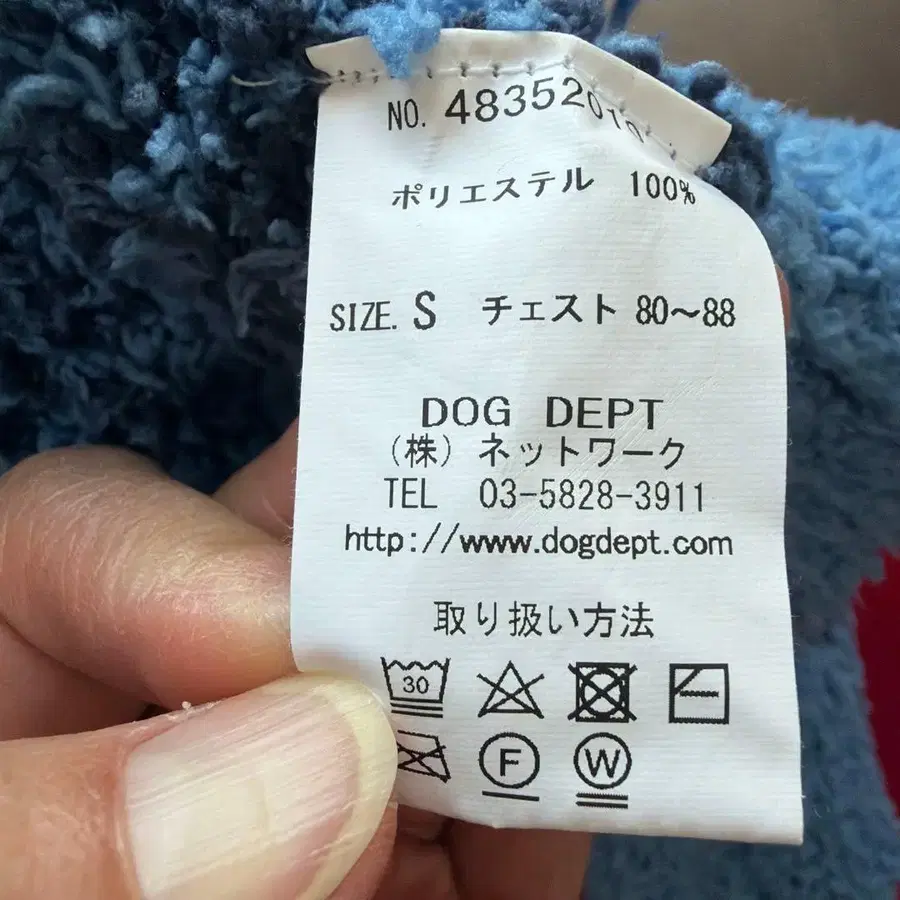 NO. 48352010
ポリエステル 100%
SIZE. S チェスト 80～88
DOG DEPT
（株）ネットワーク
TEL 03-5828-3911
http://www.dogdept.com
取り扱い方法
30
F W